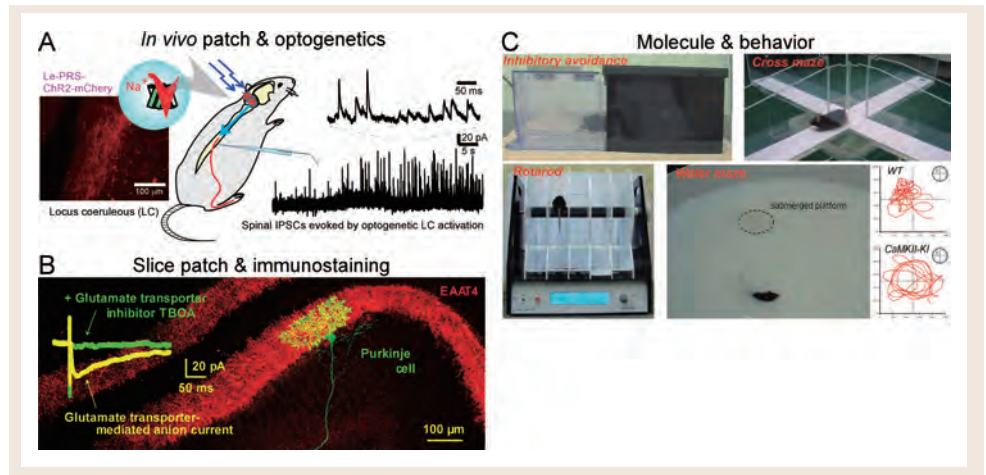 A
In vivo patch & optogenetics
Le-PRS-
ChR2-mCherry
Na+
100 μm
Locus coeruleous (LC)
50 ms
20 pA
5 s
Spinal IPSCs evoked by optogenetic LC activation
B
Slice patch & immunostaining
EAAT4
+ Glutamate transporter
inhibitor TBOA
20 pA
50 ms
Purkinje
cell
Glutamate transporter-
mediated anion current
100 μm
C
Molecule & behavior
Inhibitory avoidance
Cross maze
Rotarod
Water maze
submerged platform
WT
CaMKII-KI